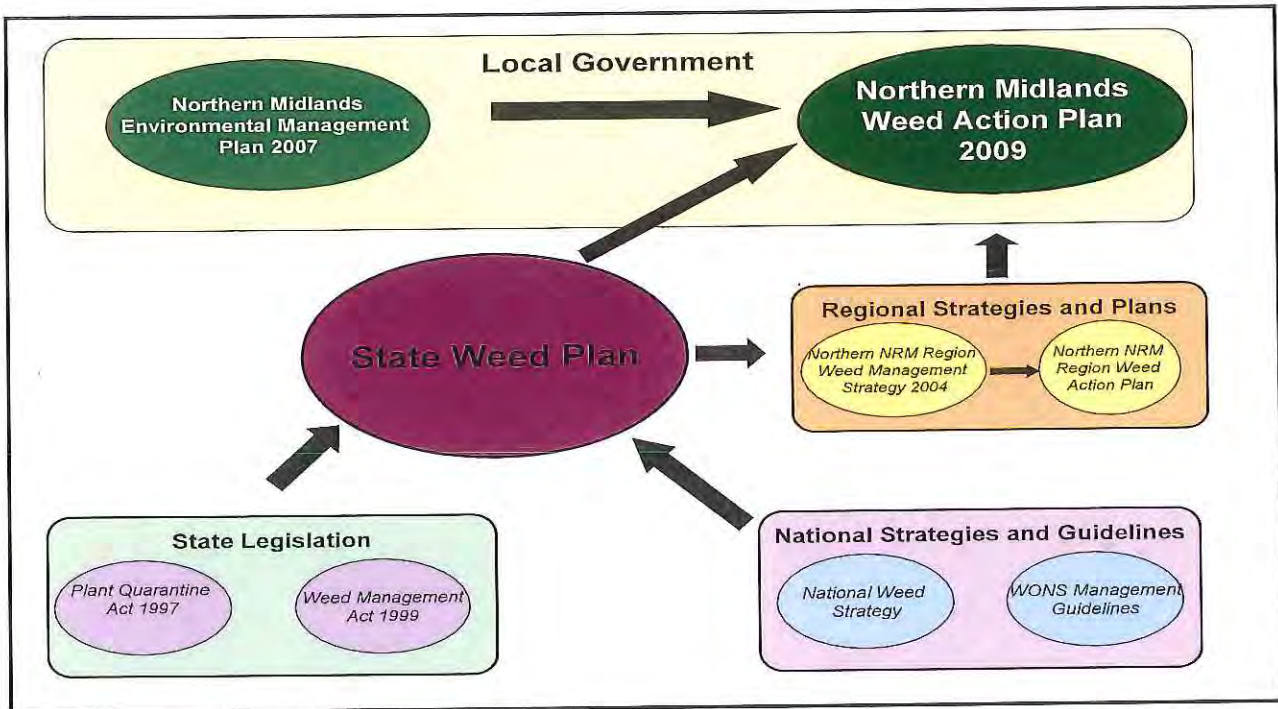 Local Government
Northern Midlands
Environmental Management
Plan 2007
Northern Midlands
Weed Action Plan
2009
State Weed Plan
Regional Strategies and Plans
Northern NRM Region
Weed Management
Strategy 2004
Northern NRM
Region Weed
Action Plan
State Legislation
Plant Quarantine
Act 1997
Weed Management
Act 1999
National Strategies and Guidelines
National Weed
Strategy
WONS Management
Guidelines